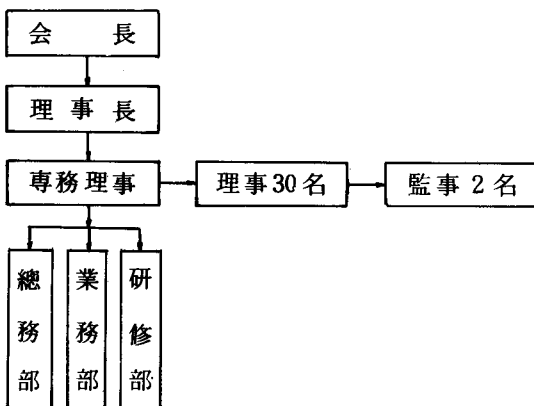 会長
理事長
専務理事
理事30名
監事2名
總務部
業務部
研修部